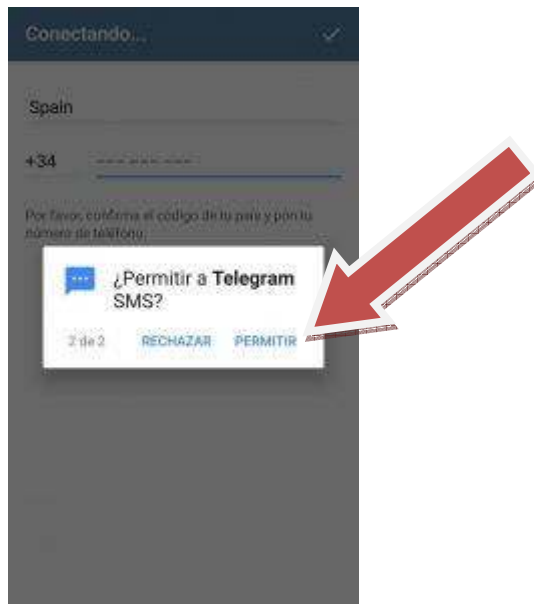 Conectando...
Spain
+34 --- --- ---
Por favor, confirma el código de tu país y pon tu
número de teléfono.
¿Permitir a Telegram
SMS?
2 de 2 RECHAZAR PERMITIR